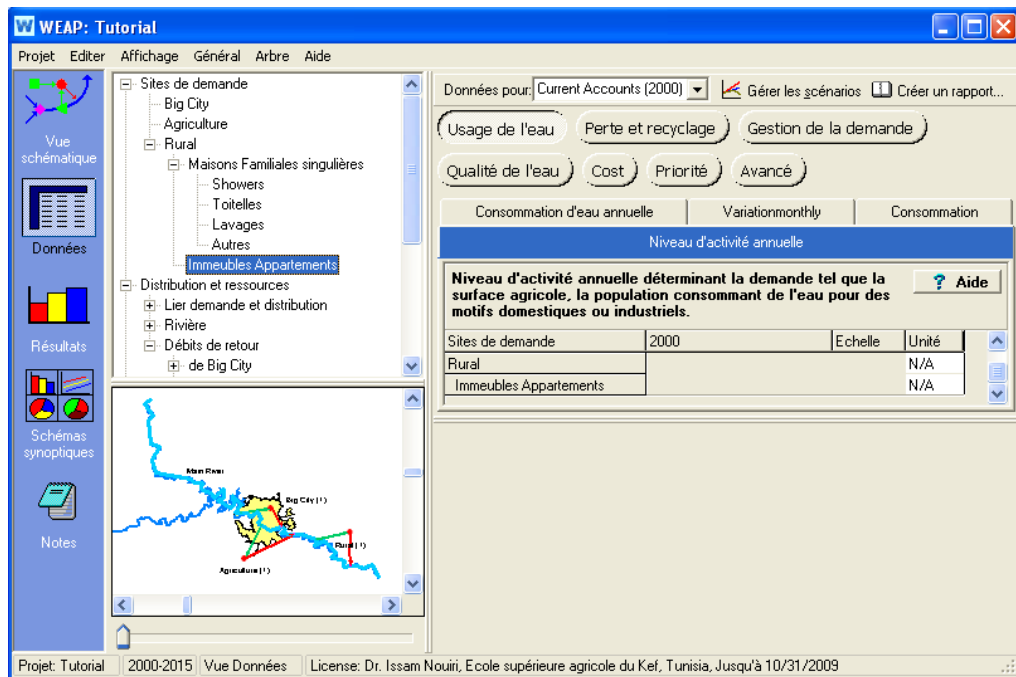 WEAP: Tutorial
Projet Editer Affichage Général Arbre Aide
Vue
schématique
Données
Résultats
Schémas
synoptiques
Notes
Sites de demande
Big City
Agriculture
Rural
Maisons Familiales singulières
Showers
Toitelles
Lavages
Autres
Immeubles Appartements
Distribution et ressources
Lier demande et distribution
Rivière
Débits de retour
de Big City
Main River
Big City (1)
Rural (1)
Agriculture (1)
Données pour: Current Accounts (2000) Gérer les scénarios Créer un rapport...
Usage de l'eau Perte et recyclage Gestion de la demande
Qualité de l'eau Cost Priorité Avancé
Consommation d'eau annuelle Variationmonthly Consommation
Niveau d'activité annuelle
Niveau d'activité annuelle déterminant la demande tel que la
surface agricole, la population consommant de l'eau pour des
motifs domestiques ou industriels.
? Aide
Sites de demande 2000 Echelle Unité
Rural N/A
Immeubles Appartements N/A
Projet: Tutorial 2000-2015 Vue Données License: Dr. Issam Nouiri, Ecole supérieure agricole du Kef, Tunisia, Jusqu'à 10/31/2009